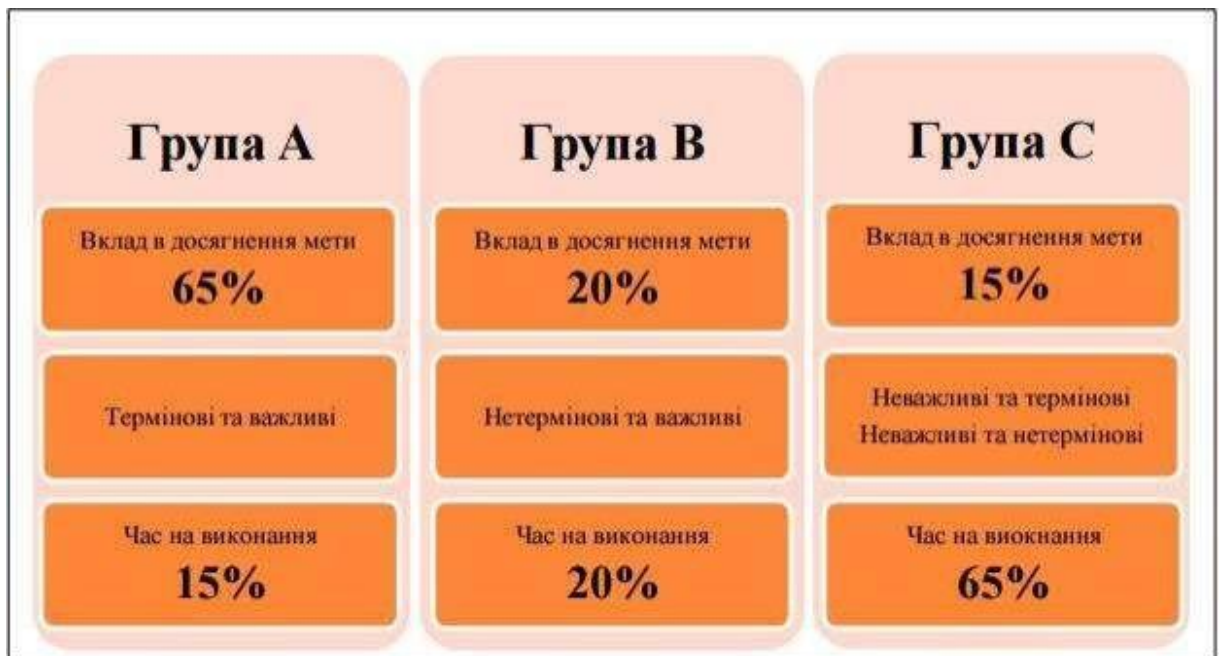 Група А
Вклад в досягнення мети
65%
Термінові та важливі
Час на виконання
15%
Група В
Вклад в досягнення мети
20%
Нетермінові та важливі
Час на виконання
20%
Група С
Вклад в досягнення мети
15%
Неважливі та термінові
Неважливі та нетермінові
Час на виокнання
65%